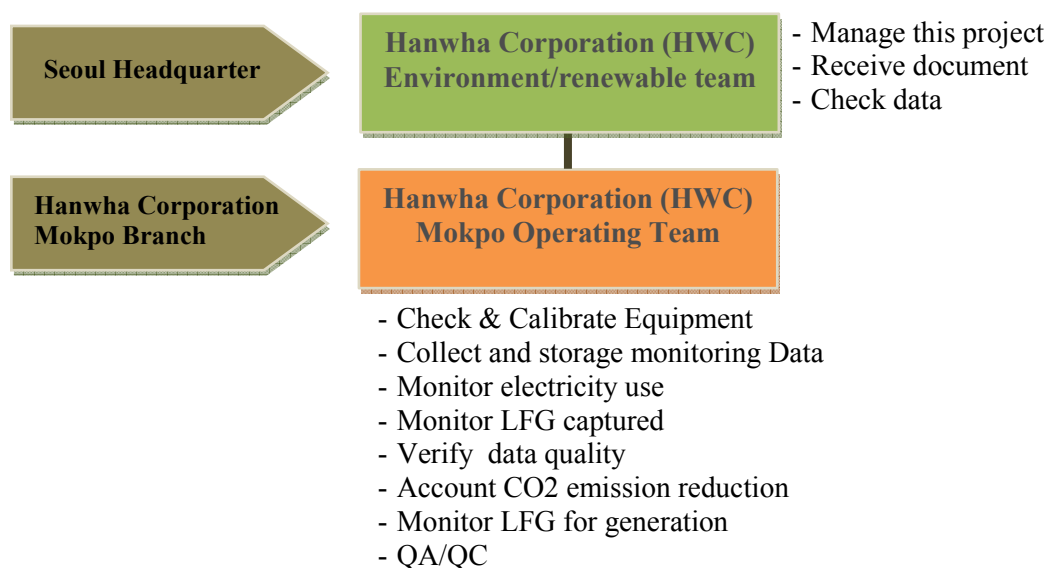 Seoul Headquarter
Hanwha Corporation (HWC)
Environment/renewable team
- Manage this project
- Receive document
- Check data
Hanwha Corporation
Mokpo Branch
Hanwha Corporation (HWC)
Mokpo Operating Team
- Check & Calibrate Equipment
- Collect and storage monitoring Data
- Monitor electricity use
- Monitor LFG captured
- Verify  data quality
- Account CO2 emission reduction
- Monitor LFG for generation
- QA/QC